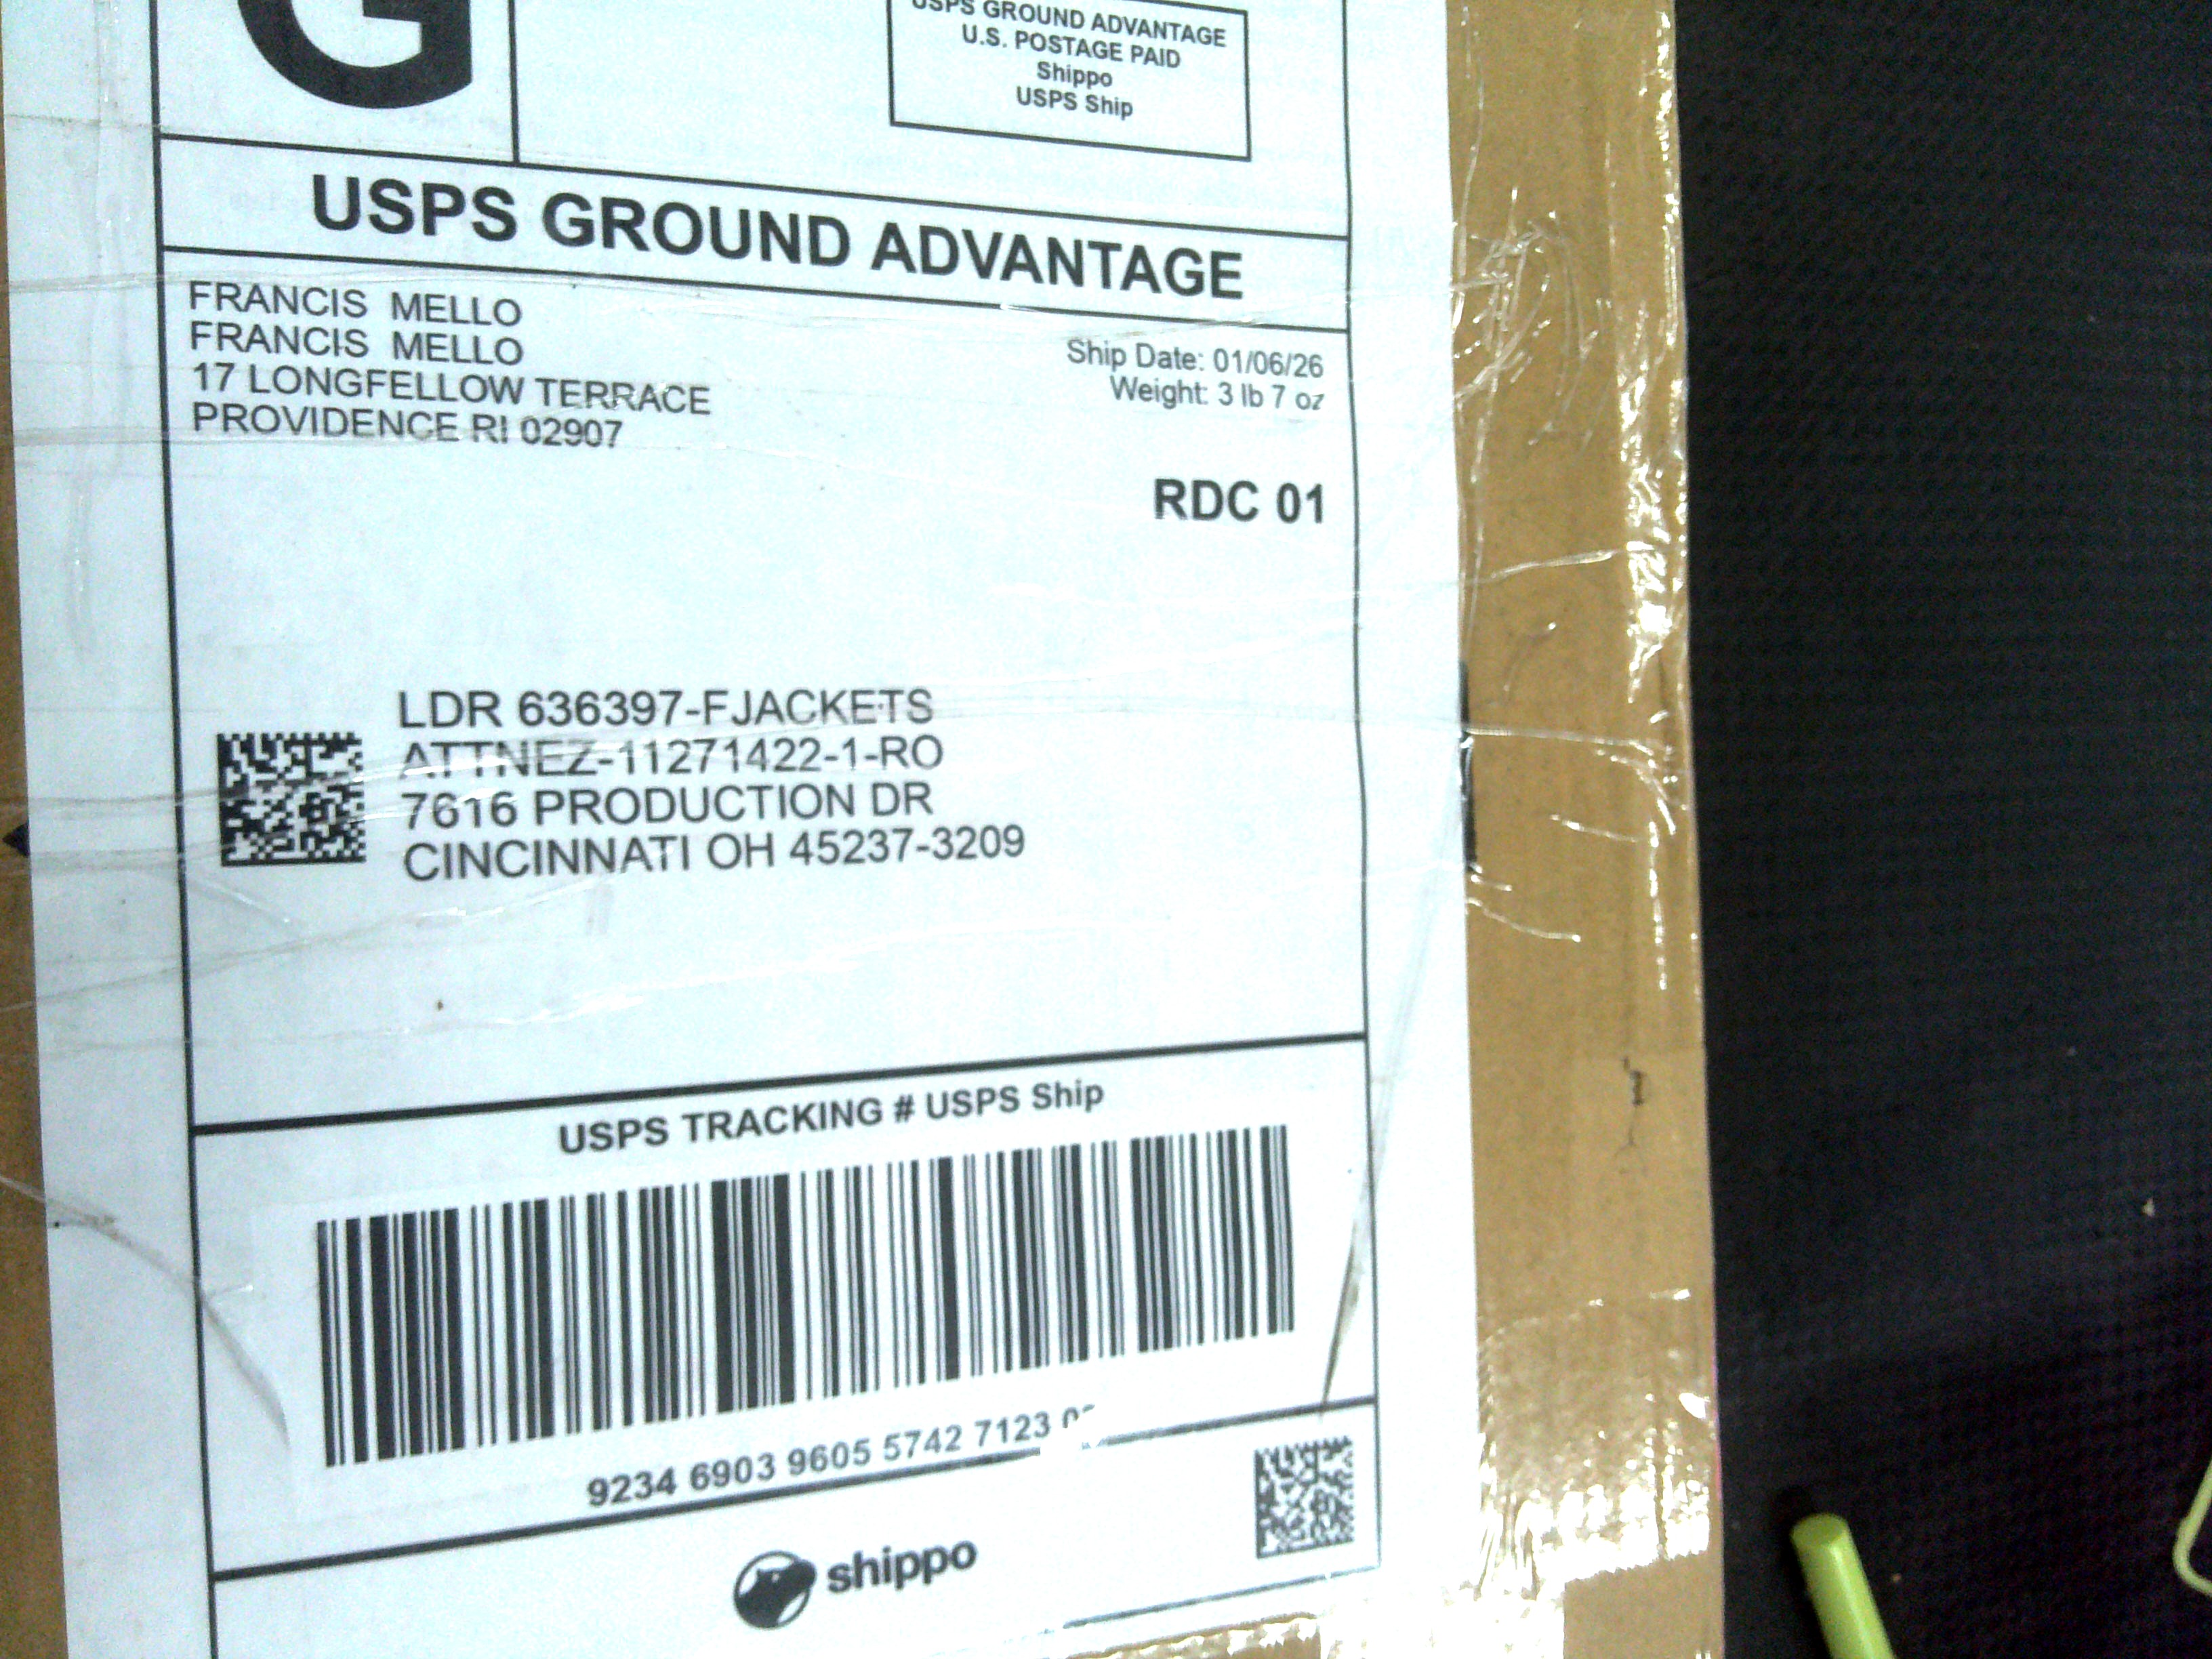 G
USPS GROUND ADVANTAGE
U.S. POSTAGE PAID
Shippo
USPS Ship
USPS GROUND ADVANTAGE
FRANCIS MELLO
FRANCIS MELLO
17 LONGFELLOW TERRACE
PROVIDENCE RI 02907
Ship Date: 01/06/26
Weight: 3 lb 7 oz
RDC 01
LDR 636397-FJACKETS
ATTNEZ-11271422-1-RO
7616 PRODUCTION DR
CINCINNATI OH 45237-3209
USPS TRACKING # USPS Ship
9234 6903 9605 5742 7123
shippo